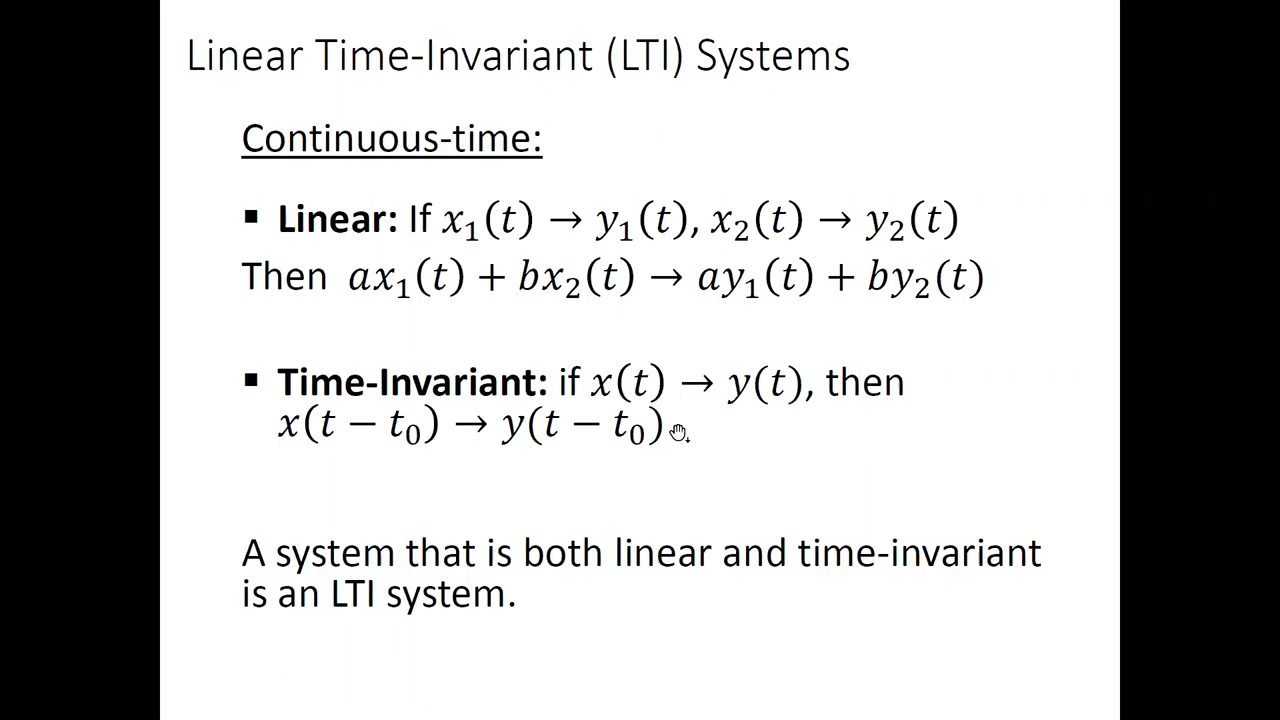 Linear Time-Invariant (LTI) Systems
Continuous-time:
▪ Linear: If x₁(t) → y₁(t), x₂(t) → y₂(t)
Then ax₁(t) + bx₂(t) → ay₁(t) + by₂(t)
▪ Time-Invariant: if x(t) → y(t), then
x(t − t₀) → y(t − t₀)
A system that is both linear and time-invariant
is an LTI system.